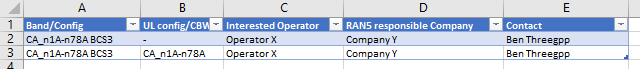 A B C D E
1 Band/Config UL config/CBW Interested Operator RAN5 responsible Company Contact
2 CA_n1A-n78A BCS3 - Operator X Company Y Ben Threegpp
3 CA_n1A-n78A BCS3 CA_n1A-n78A Operator X Company Y Ben Threegpp
4